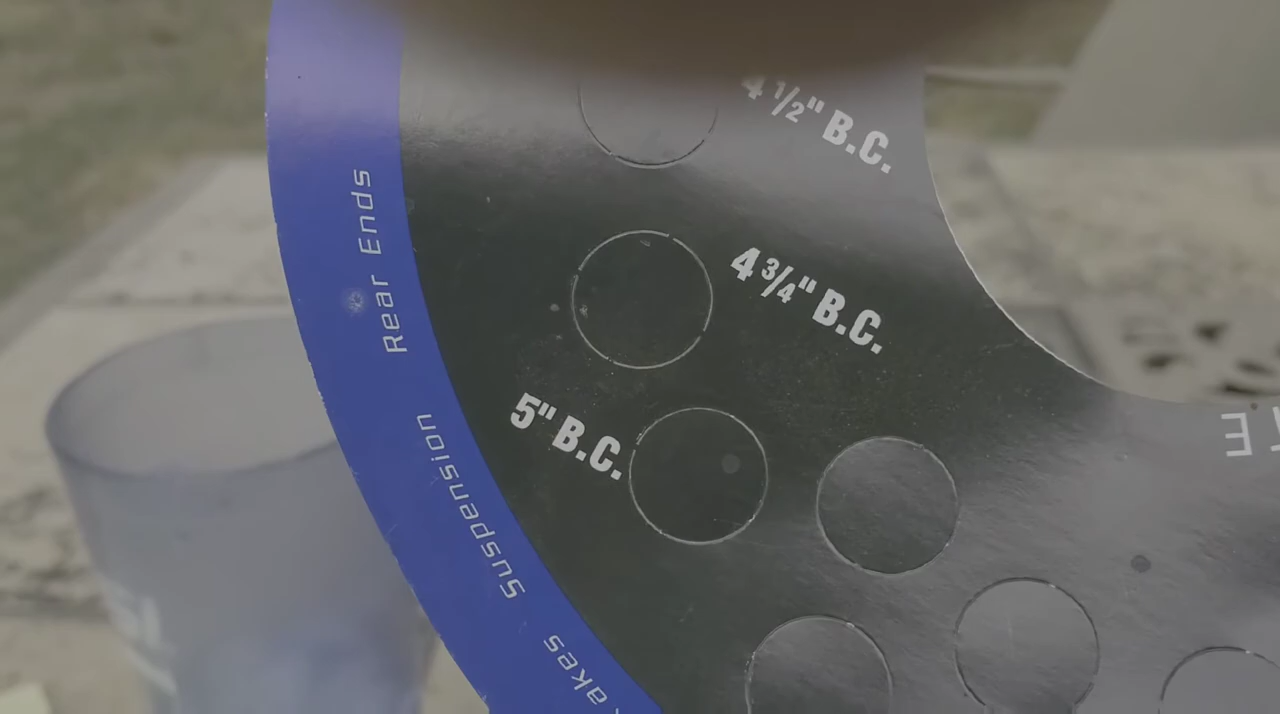 4 1/2" B.C.
4 3/4" B.C.
5" B.C.
Rear Ends
Suspension